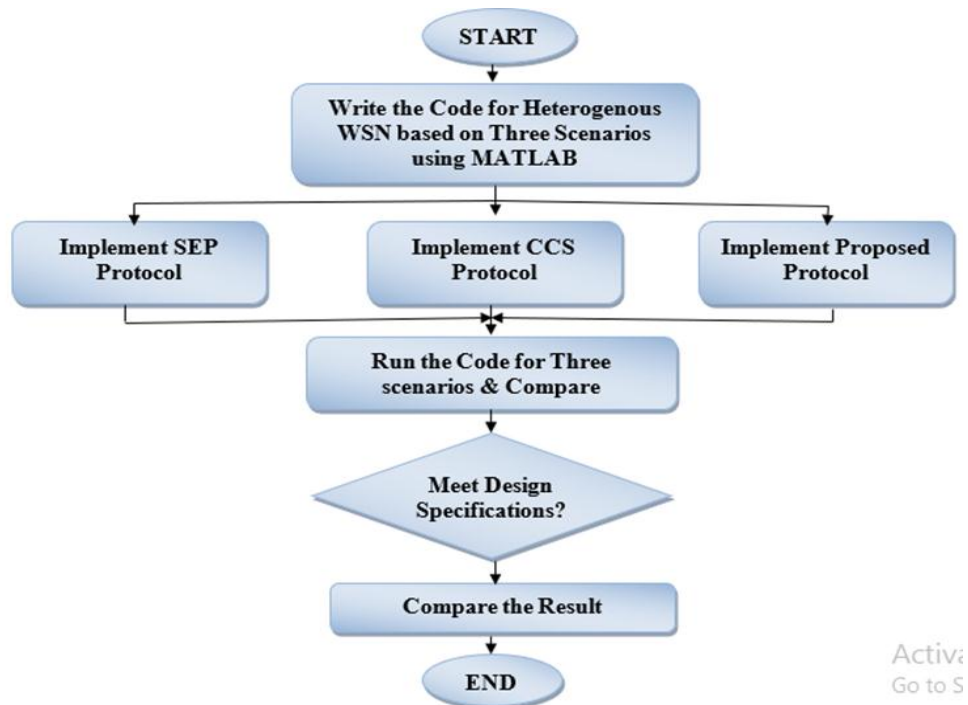 START
Write the Code for Heterogenous
WSN based on Three Scenarios
using MATLAB
Implement SEP
Protocol
Implement CCS
Protocol
Implement Proposed
Protocol
Run the Code for Three
scenarios & Compare
Meet Design
Specifications?
Compare the Result
END
Go to S